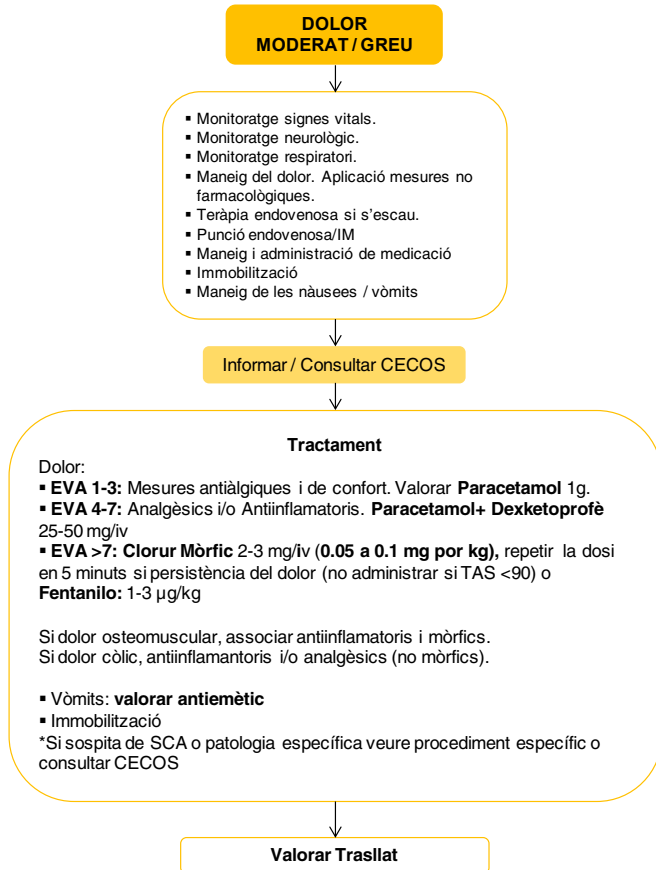 DOLOR
MODERAT / GREU
▪ Monitoratge signes vitals.
▪ Monitoratge neurològic.
▪ Monitoratge respiratori.
▪ Maneig del dolor. Aplicació mesures no
farmacològiques.
▪ Teràpia endovenosa si s’escau.
▪ Punció endovenosa/IM
▪ Maneig i administració de medicació
▪ Immobilització
▪ Maneig de les nàusees / vòmits
Informar / Consultar CECOS
Tractament
Dolor:
▪ EVA 1-3: Mesures antiàlgiques i de confort. Valorar Paracetamol 1g.
▪ EVA 4-7: Analgèsics i/o Antiinflamatoris. Paracetamol+ Dexketoprofè
25-50 mg/iv
▪ EVA >7: Clorur Mòrfic 2-3 mg/iv (0.05 a 0.1 mg por kg), repetir la dosi
en 5 minuts si persistència del dolor (no administrar si TAS <90) o
Fentanilo: 1-3 µg/kg
Si dolor osteomuscular, associar antiinflamatoris i mòrfics.
Si dolor còlic, antiinflamantoris i/o analgèsics (no mòrfics).
▪ Vòmits: valorar antiemètic
▪ Immobilització
*Si sospita de SCA o patologia específica veure procediment específic o
consultar CECOS
Valorar Trasllat